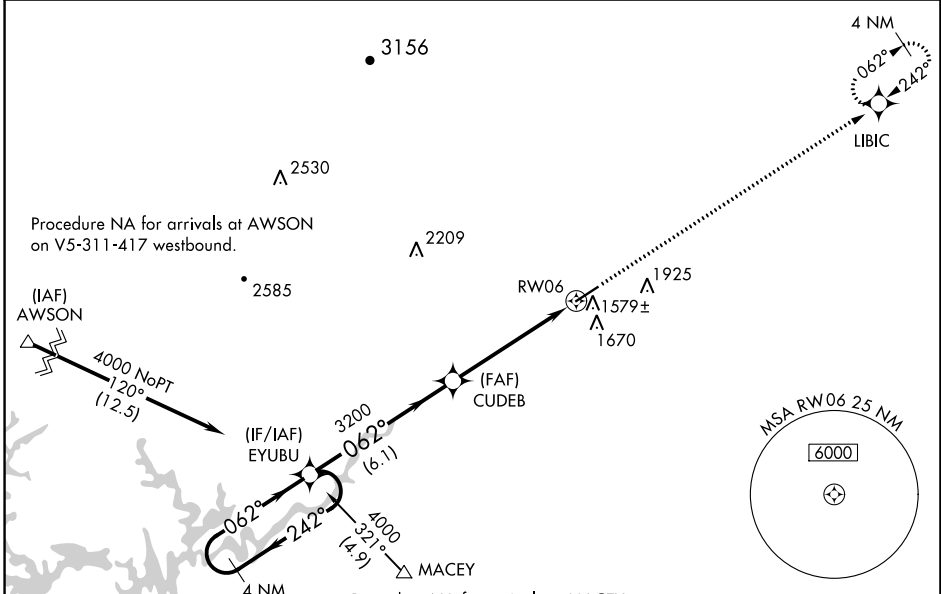 3156
4 NM
062°
242°
LIBIC
2530
Procedure NA for arrivals at AWSON
on V5-311-417 westbound.
2209
2585
RW06
1925
1579±
1670
(IAF)
AWSON
4000 NoPT
120°
(12.5)
(FAF)
CUDEB
3200
062°
(6.1)
(IF/IAF)
EYUBU
062°
242°
4000
321°
(4.9)
MACEY
4 NM
MSA RW06 25 NM
6000